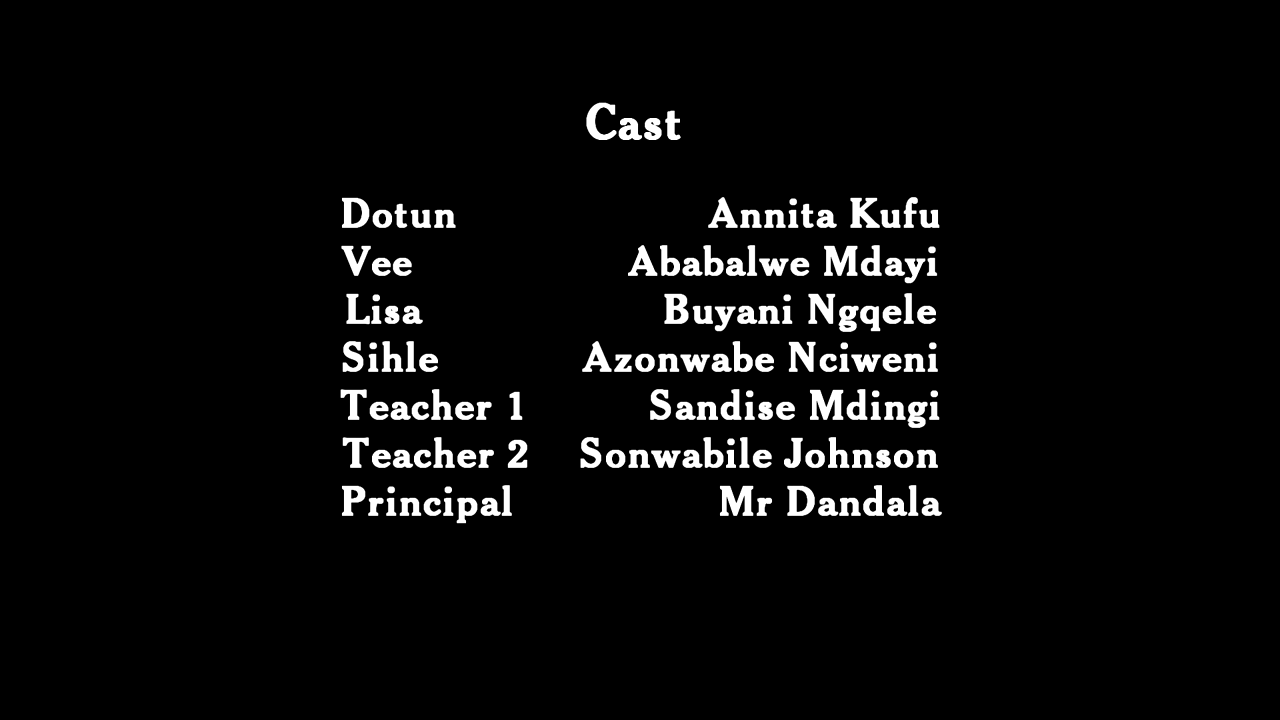 Cast
Dotun Annita Kufu
Vee Ababalwe Mdayi
Lisa Buyani Ngqele
Sihle Azonwabe Nciweni
Teacher 1 Sandise Mdingi
Teacher 2 Sonwabile Johnson
Principal Mr Dandala